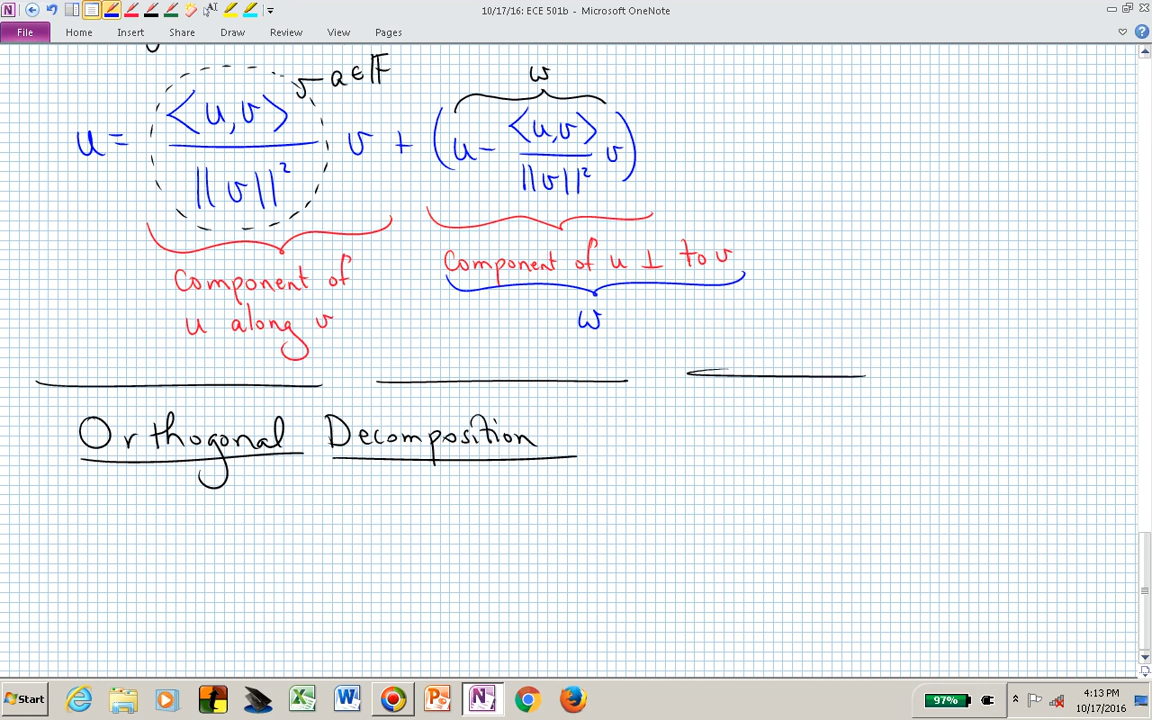 10/17/16: ECE 501b - Microsoft OneNote
File Home Insert Share Draw Review View Pages
w
a ∈ 𝔽
u = <u,v> / ||v||² v + ( u - <u,v> / ||v||² v )
Component of u ⊥ to v
Component of
u along v
w
Orthogonal Decomposition
Start
97%
4:13 PM
10/17/2016